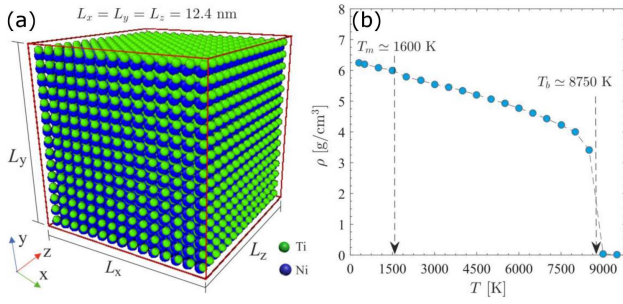 (a)
L_x = L_y = L_z = 12.4 nm
L_y
L_x
L_z
y
z
x
Ti
Ni
(b)
T_m ≃ 1600 K
T_b ≃ 8750 K
ρ [g/cm³]
8
7
6
5
4
3
2
1
0
0 1500 3000 4500 6000 7500 9000
T [K]